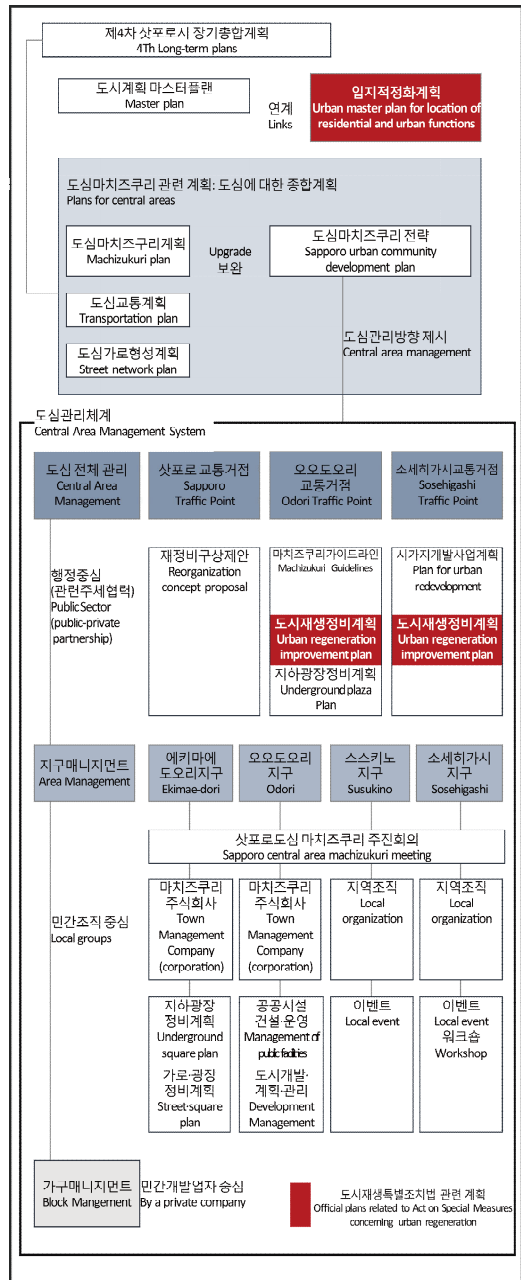 제4차 삿포로시 장기총합계획
4Th Long-term plans
도시계획 마스터플랜
Master plan
연계
Links
입지적정화계획
Urban master plan for location of
residential and urban functions
도심마치즈쿠리 관련 계획: 도심에 대한 종합계획
Plans for central areas
도심마치즈구리계획
Machizukuri plan
Upgrade
보완
도심마치즈쿠리 전략
Sapporo urban community
development plan
도심교통계획
Transportation plan
도심가로형성계획
Street network plan
도심관리방향 제시
Central area management
도심관리체계
Central Area Management System
도심 전체 관리
Central Area
Management
삿포로 교통거점
Sapporo
Traffic Point
오오도오리
교통거점
Odori Traffic Point
소세히가시교통거점
Sosehigashi
Traffic Point
행정중심
(관련주체협력)
Public Sector
(public-private
partnership)
재정비구상제안
Reorganization
concept proposal
마치즈쿠리가이드라인
Machizukuri Guidelines
도시재생정비계획
Urban regeneration
improvement plan
지하광장정비계획
Underground plaza
Plan
시가지개발사업계획
Plan for urban
redevelopment
도시재생정비계획
Urban regeneration
improvement plan
지구매니지먼트
Area Management
에키마에
도오리지구
Ekimae-dori
오오도오리
지구
Odori
스스키노
지구
Susukino
소세히가시
지구
Sosehigashi
삿포로도심 마치즈쿠리 추진회의
Sapporo central area machizukuri meeting
민간조직 중심
Local groups
마치즈쿠리
주식회사
Town
Management
Company
(corporation)
마치즈쿠리
주식회사
Town
Management
Company
(corporation)
지역조직
Local
organization
지역조직
Local
organization
지하광장
정비계획
Underground
square plan
가로·광장
정비계획
Street·square
plan
공공시설
건설·운영
Management of
public facilities
도시개발·
계획·관리
Development
Management
이벤트
Local event
이벤트
Local event
워크숍
Workshop
가구매니지먼트
Block Mangement
민간개발업자 중심
By a private company
도시재생특별조치법 관련 계획
Official plans related to Act on Special Measures
concerning urban regeneration